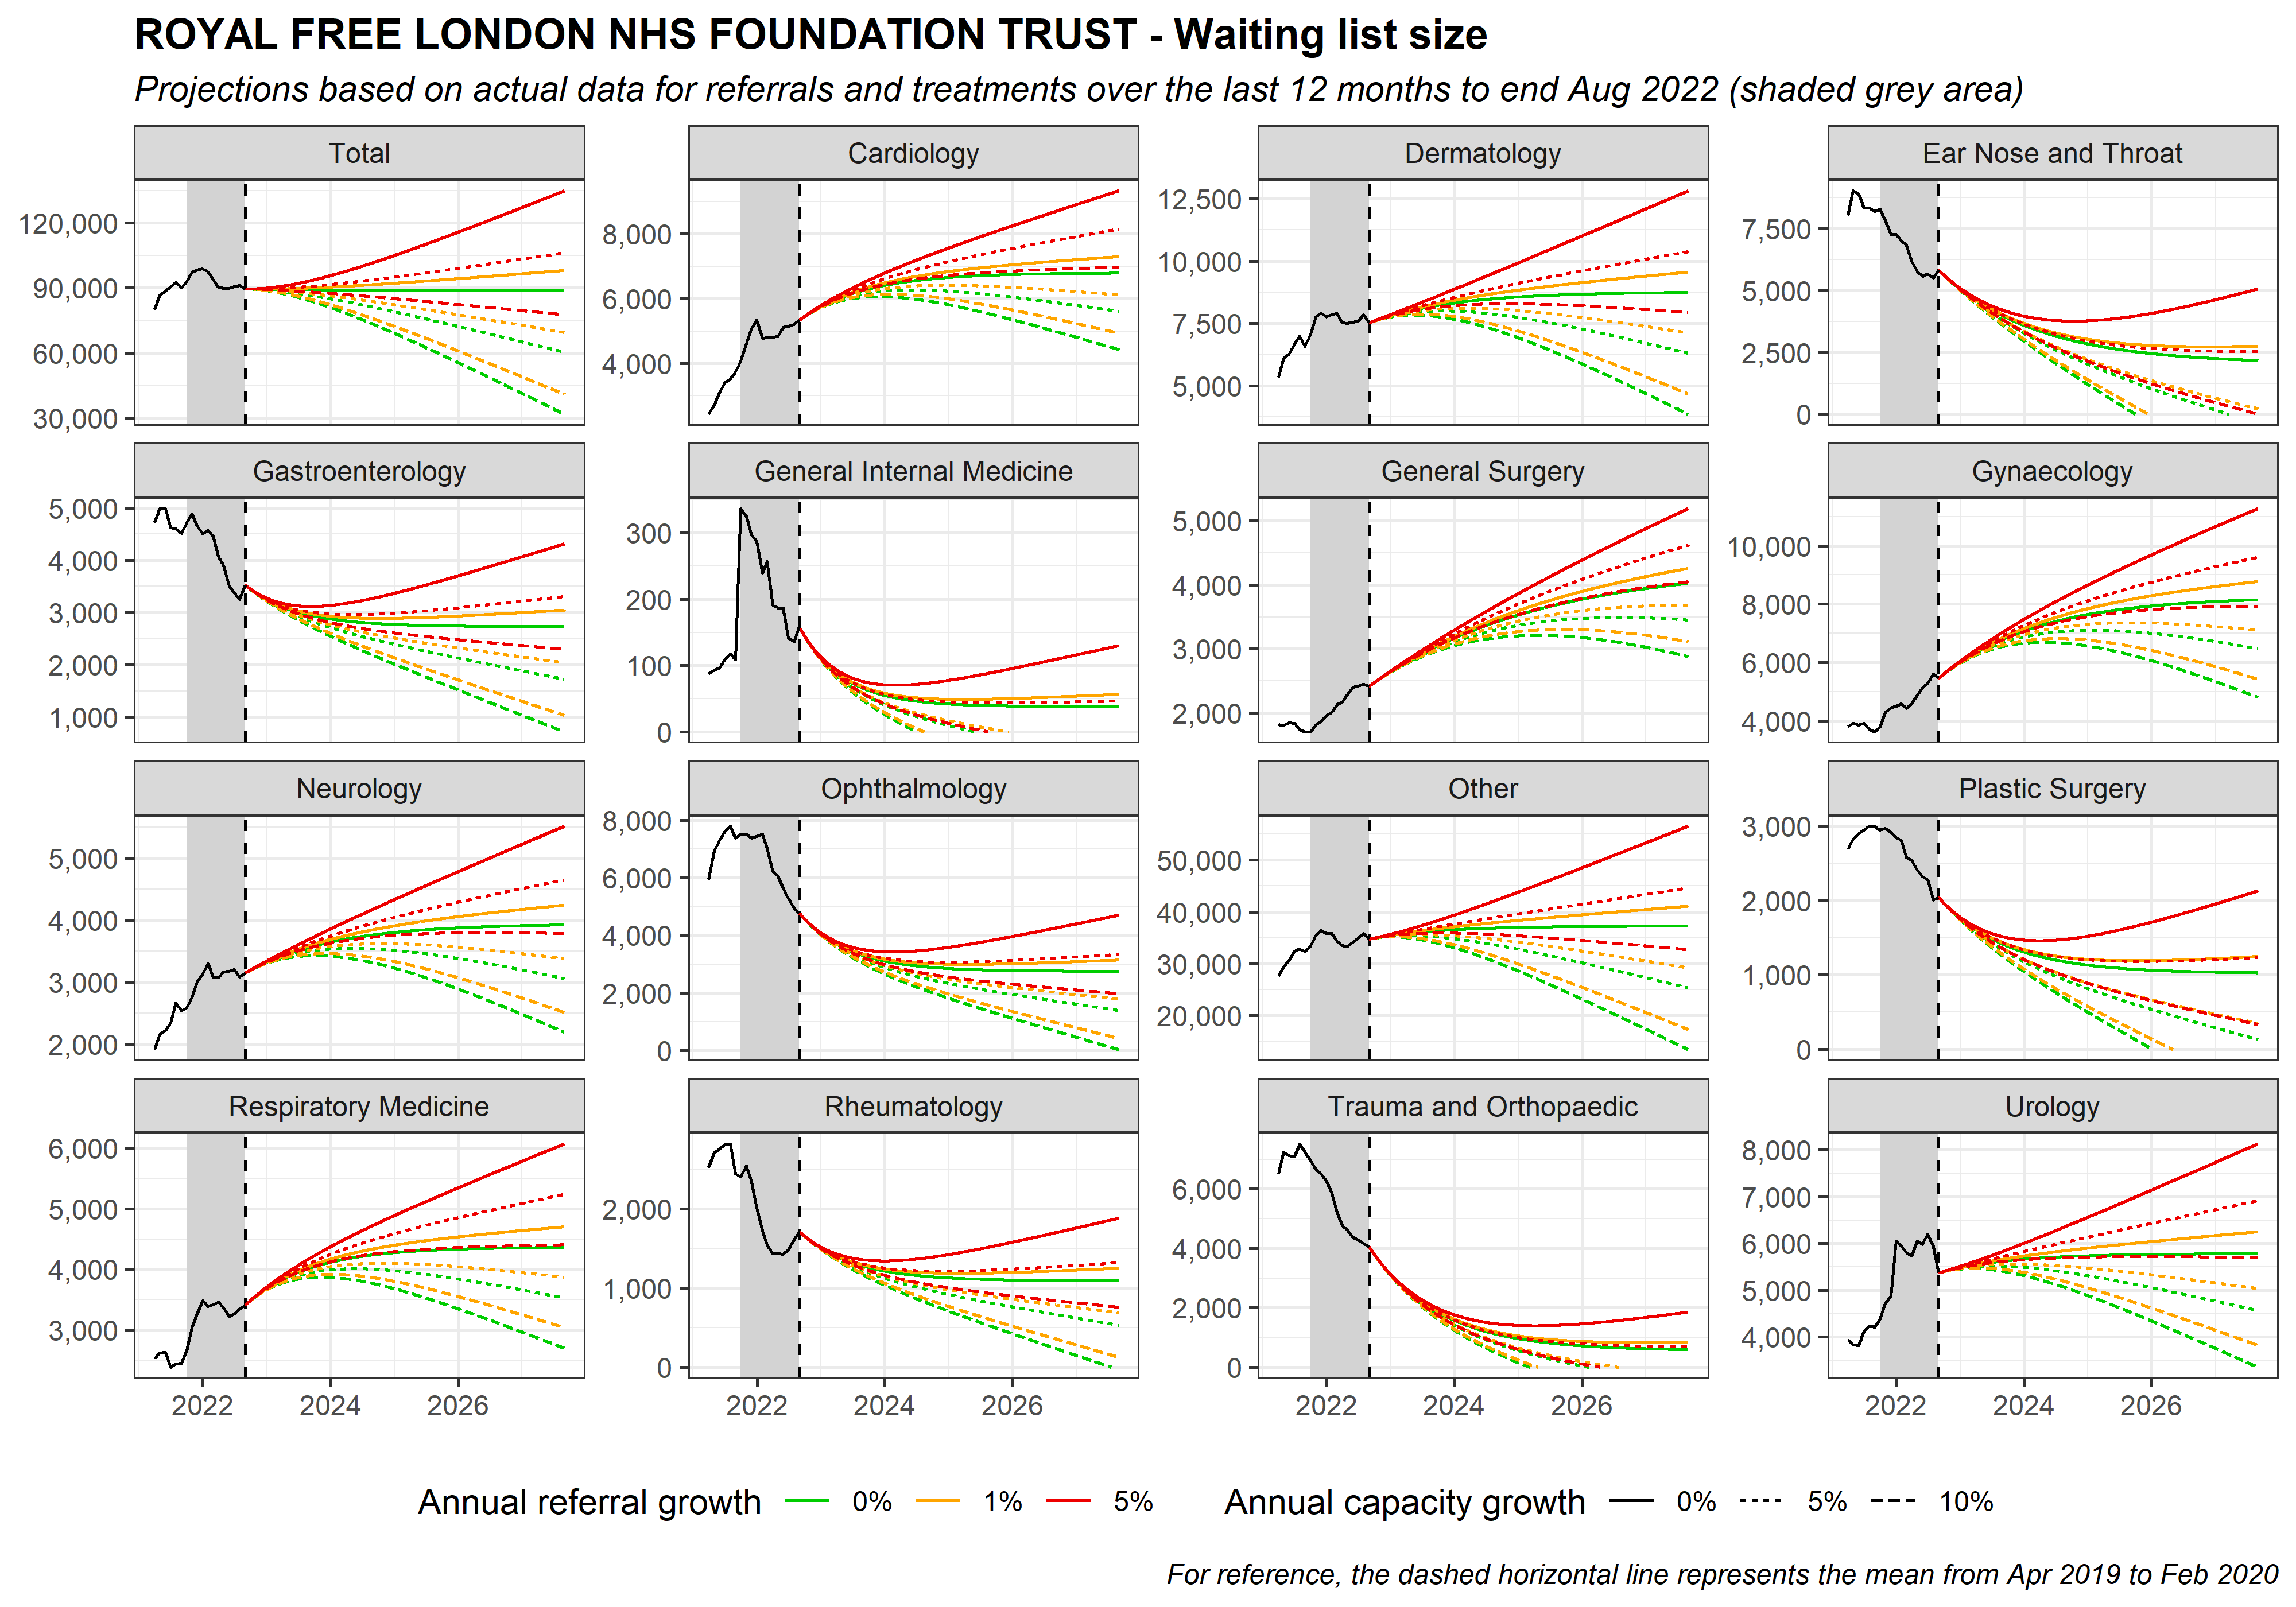 ROYAL FREE LONDON NHS FOUNDATION TRUST - Waiting list size
Projections based on actual data for referrals and treatments over the last 12 months to end Aug 2022 (shaded grey area)
Total
120,000
90,000
60,000
30,000
Cardiology
8,000
6,000
4,000
Dermatology
12,500
10,000
7,500
5,000
Ear Nose and Throat
7,500
5,000
2,500
0
Gastroenterology
5,000
4,000
3,000
2,000
1,000
General Internal Medicine
300
200
100
0
General Surgery
5,000
4,000
3,000
2,000
Gynaecology
10,000
8,000
6,000
4,000
Neurology
5,000
4,000
3,000
2,000
Ophthalmology
8,000
6,000
4,000
2,000
0
Other
50,000
40,000
30,000
20,000
Plastic Surgery
3,000
2,000
1,000
0
Respiratory Medicine
6,000
5,000
4,000
3,000
2022 2024 2026
Rheumatology
2,000
1,000
0
2022 2024 2026
Trauma and Orthopaedic
6,000
4,000
2,000
0
2022 2024 2026
Urology
8,000
7,000
6,000
5,000
4,000
2022 2024 2026
Annual referral growth 0% 1% 5% Annual capacity growth 0% 5% 10%
For reference, the dashed horizontal line represents the mean from Apr 2019 to Feb 2020